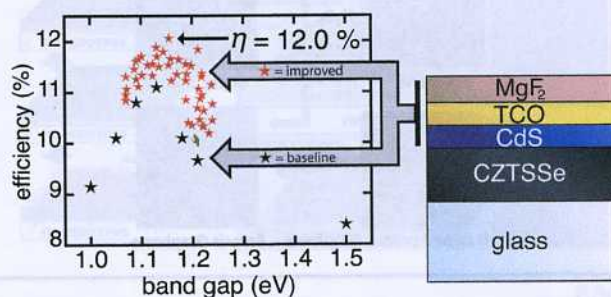 12
11
10
9
8
efficiency (%)
1.0 1.1 1.2 1.3 1.4 1.5
band gap (eV)
η = 12.0 %
★ = improved
★ = baseline
MgF₂
TCO
CdS
CZTSSe
glass